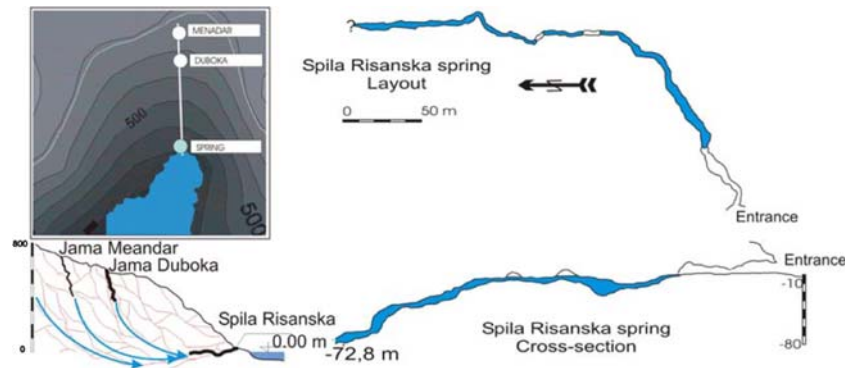 MENADAR
DUBOKA
500
SPRING
500
?
Spila Risanska spring
Layout
0 50 m
Entrance
800
Jama Meandar
Jama Duboka
Spila Risanska
0.00 m
0
Entrance
-10
-80
-72,8 m
Spila Risanska spring
Cross-section